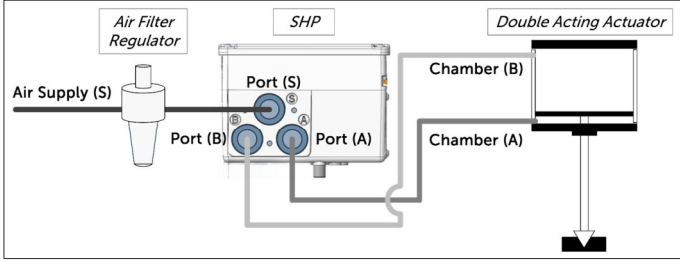 Air Filter
Regulator
SHP
Double Acting Actuator
Air Supply (S)
Port (S)
S
B
A
Port (B)
Port (A)
Chamber (B)
Chamber (A)